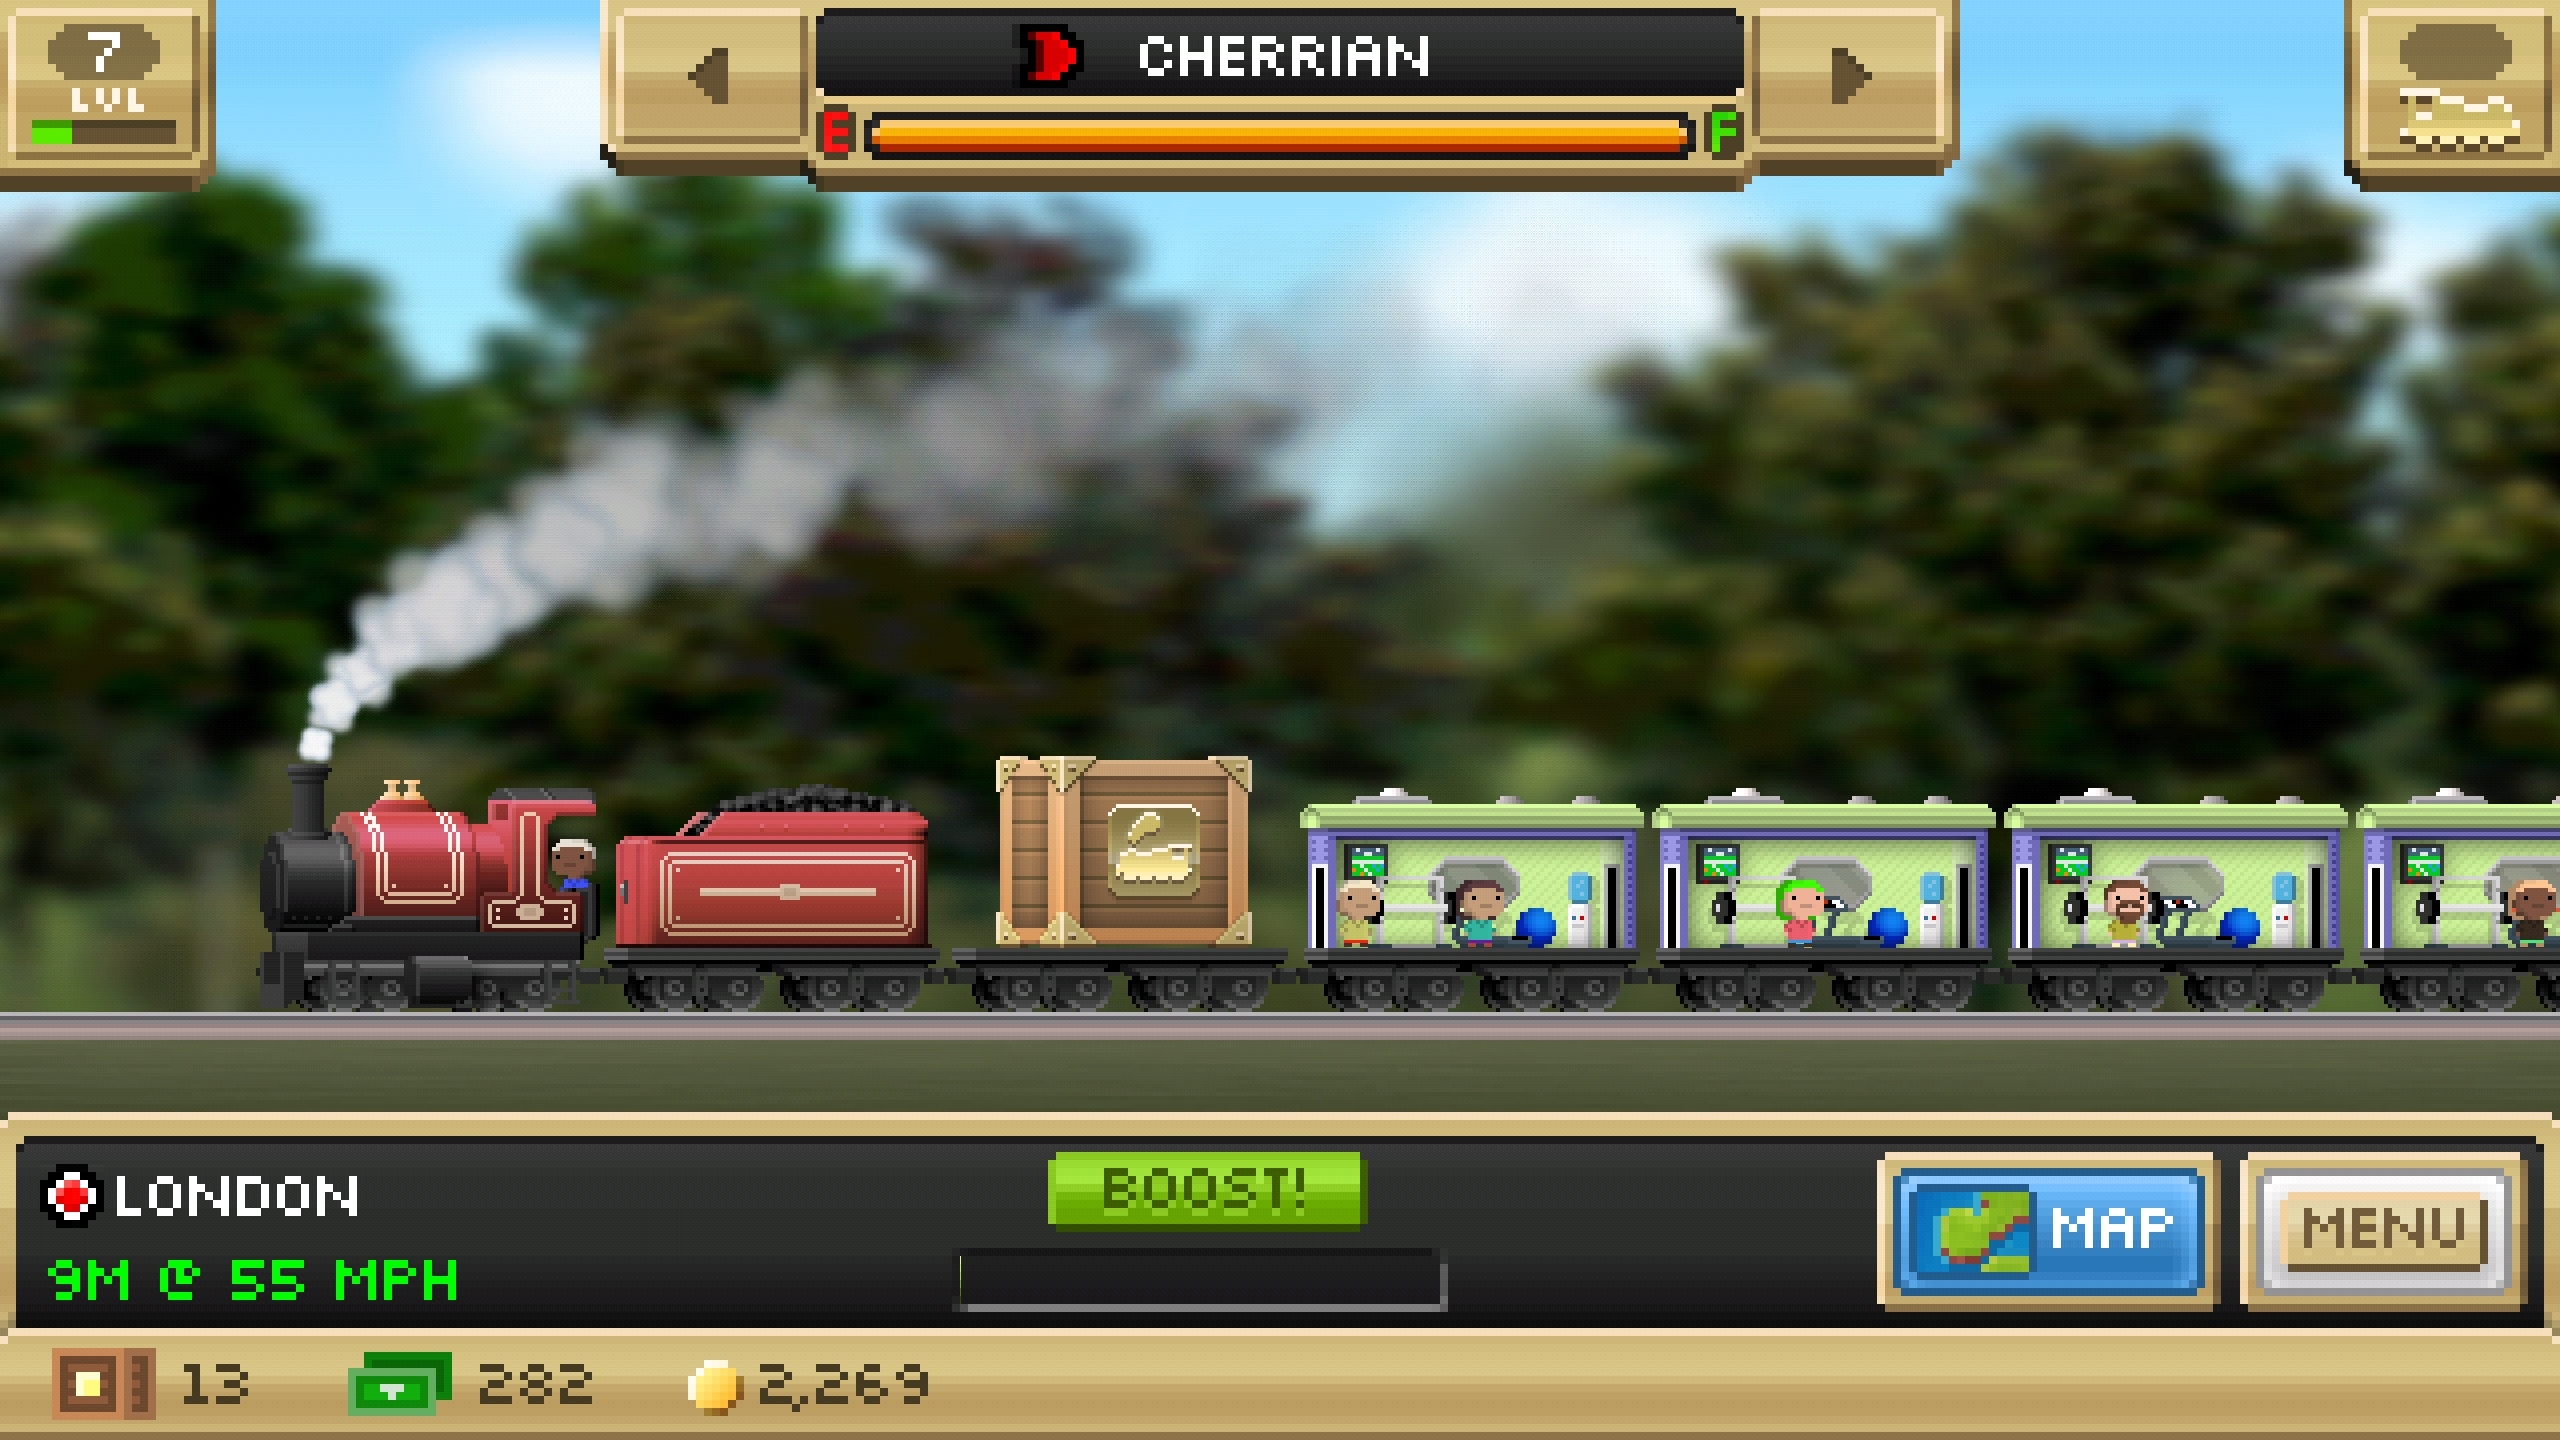 7
LVL
CHERRIAN
E
F
LONDON
9M @ 55 MPH
BOOST!
MAP
MENU
13
282
2,269